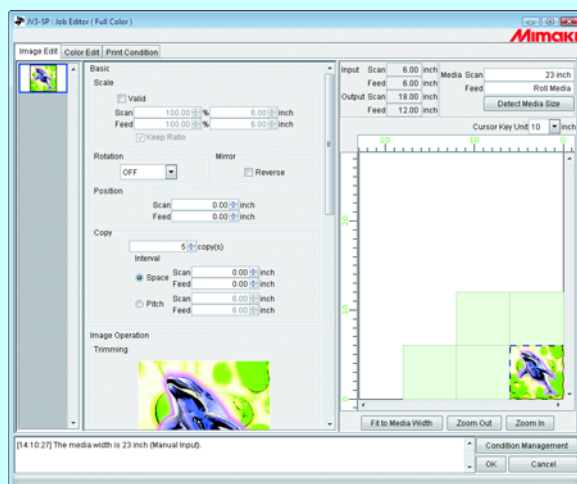 JV3-SP : Job Editor ( Full Color )
Mimaki
Image Edit Color Edit Print Condition
Basic
Scale
Valid
Scan 100.00 % 6.00 inch
Feed 100.00 % 6.00 inch
Keep Ratio
Rotation Mirror
OFF Reverse
Position
Scan 0.00 inch
Feed 0.00 inch
Copy
5 copy(s)
Interval
Space Scan 0.00 inch
Feed 0.00 inch
Pitch Scan 6.00 inch
Feed 6.00 inch
Image Operation
Trimming
Input Scan 6.00 inch
Feed 6.00 inch
Output Scan 18.00 inch
Feed 12.00 inch
Media Scan 23 inch
Feed Roll Media
Detect Media Size
Cursor Key Unit 10 inch
20 10 0
20
10
0
Fit to Media Width Zoom Out Zoom In
[14:10:27] The media width is 23 inch (Manual Input).
Condition Management
OK Cancel